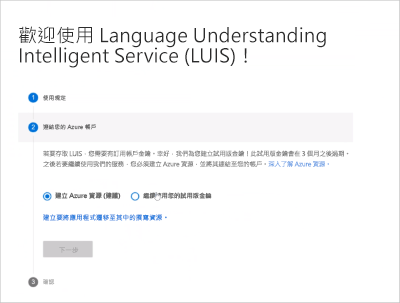 歡迎使用 Language Understanding
Intelligent Service (LUIS)！
1 使用規定
2 連結您的 Azure 帳戶
若要存取 LUIS，您需要有訂用帳戶金鑰。您好，我們為您建立試用版金鑰！此試用版金鑰會在 3 個月之後過期。
之後若要繼續使用我們的服務，您必須建立 Azure 資源，並將其連結至您的帳戶。深入了解 Azure 資源。
建立 Azure 資源 (建議) 繼續使用您的試用版金鑰
建立要將應用程式遷移至其中的撰寫資源。
下一步
3 確認